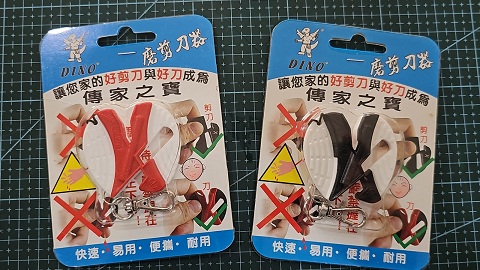 DINO®
磨剪刀器
讓您家的好剪刀與好刀成為
傳家之寶
剪刀
刀
快速·易用·便攜·耐用
DINO®
磨剪刀器
讓您家的好剪刀與好刀成為
傳家之寶
剪刀
刀
快速·易用·便攜·耐用